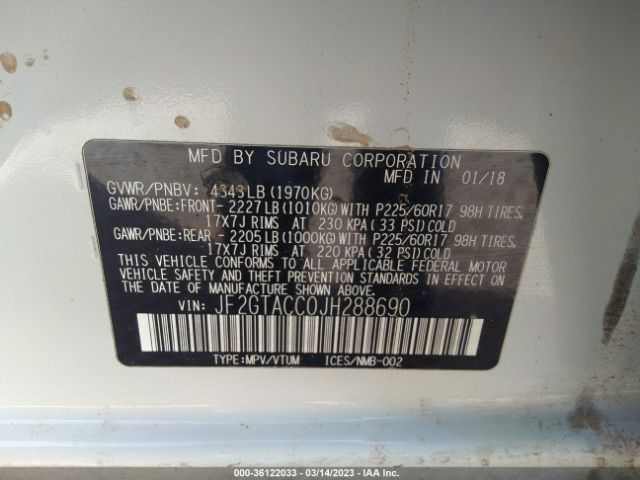 MFD BY SUBARU CORPORATION
MFD IN 01/18
GVWR/PNBV: 4343LB (1970KG)
GAWR/PNBE:FRONT- 2227LB (1010KG) WITH P225/60R17 98H TIRES,
17X7J RIMS AT 230 KPA (33 PSI) COLD
GAWR/PNBE:REAR - 2205LB (1000KG) WITH P225/60R17 98H TIRES,
17X7J RIMS AT 220 KPA (32 PSI) COLD
THIS VEHICLE CONFORMS TO ALL APPLICABLE FEDERAL MOTOR
VEHICLE SAFETY AND THEFT PREVENTION STANDARDS IN EFFECT ON
THE DATE OF MANUFACTURE SHOWN ABOVE.
VIN: JF2GTACC0JH288690
TYPE:MPV/VTUM ICES/NMB-002
000-36122033 - 03/14/2023 - IAA Inc.